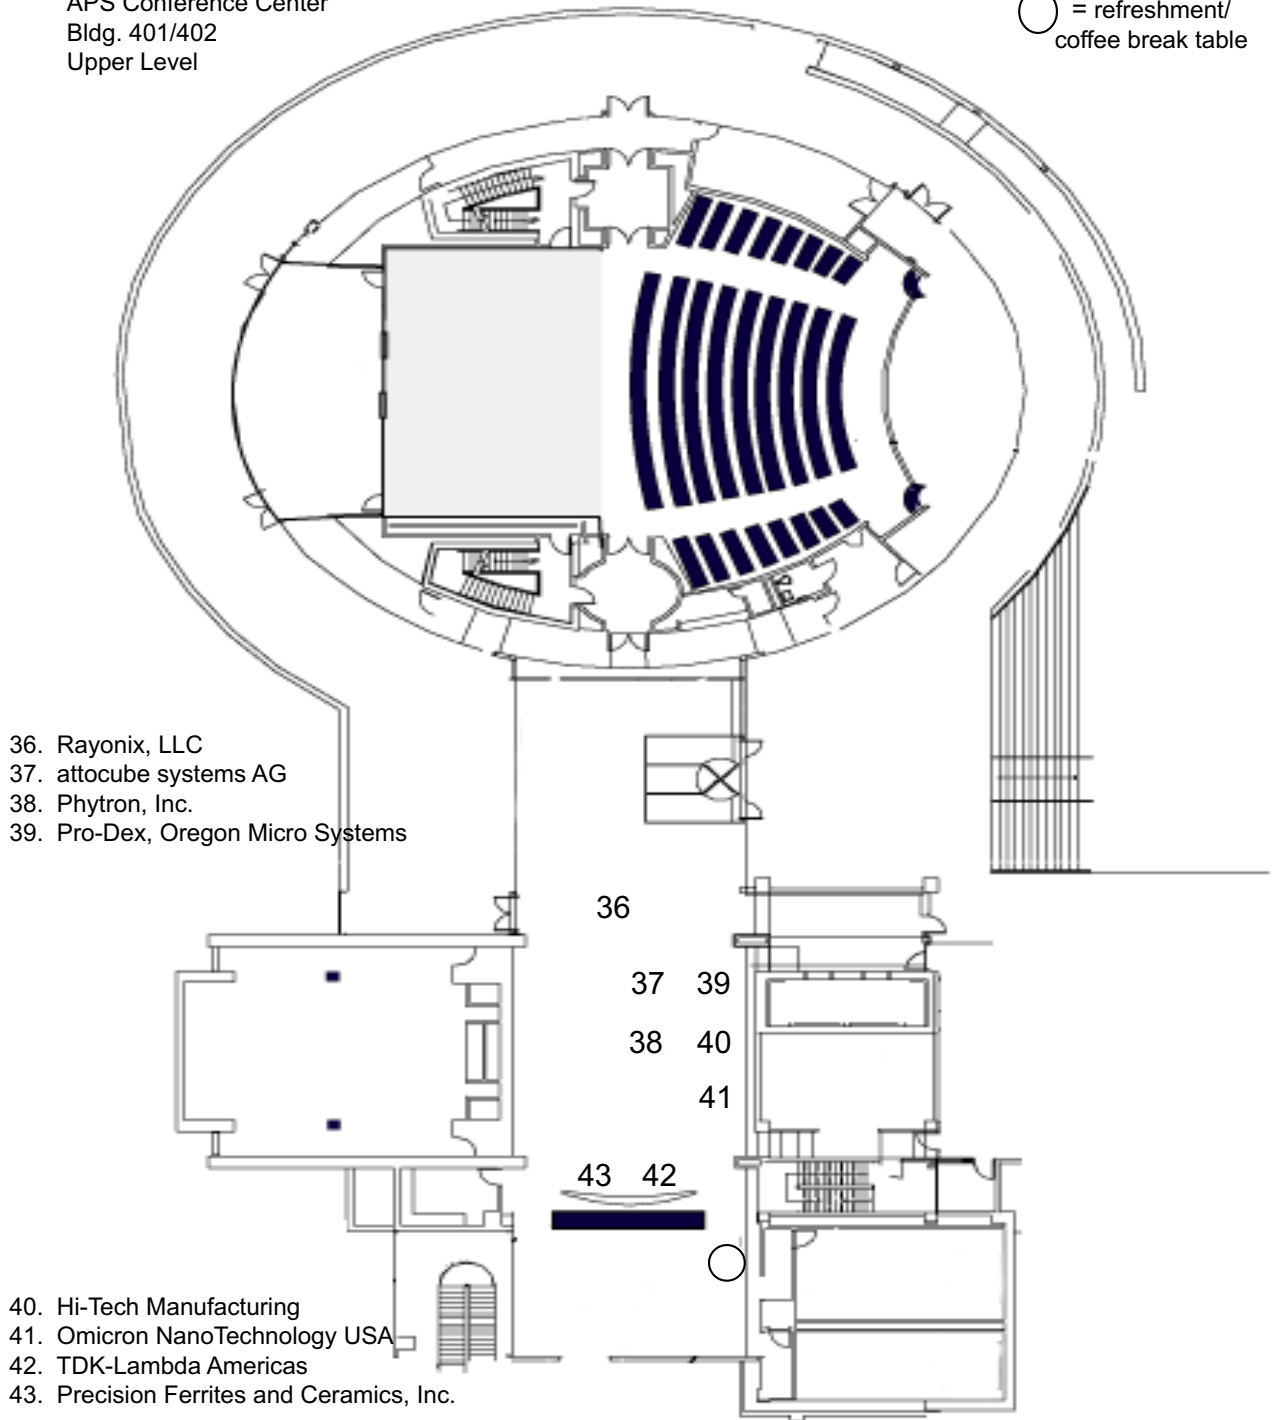 APS Conference Center
Bldg. 401/402
Upper Level
= refreshment/
coffee break table
36. Rayonix, LLC
37. attocube systems AG
38. Phytron, Inc.
39. Pro-Dex, Oregon Micro Systems
36
37 39
38 40
41
43 42
40. Hi-Tech Manufacturing
41. Omicron NanoTechnology USA
42. TDK-Lambda Americas
43. Precision Ferrites and Ceramics, Inc.